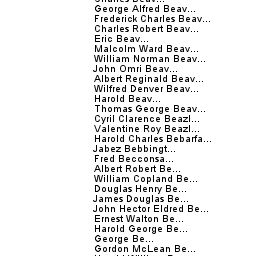 Charles Beav...
George Alfred Beav...
Frederick Charles Beav...
Charles Robert Beav...
Eric Beav...
Malcolm Ward Beav...
William Norman Beav...
John Omri Beav...
Albert Reginald Beav...
Wilfred Denver Beav...
Harold Beav...
Thomas George Beav...
Cyril Clarence Beazl...
Valentine Roy Beazl...
Harold Charles Bebarfa...
Jabez Bebbingt...
Fred Becconsa...
Albert Robert Be...
William Copland Be...
Douglas Henry Be...
James Douglas Be...
John Hector Eldred Be...
Ernest Walton Be...
Harold George Be...
George Be...
Gordon McLean Be...